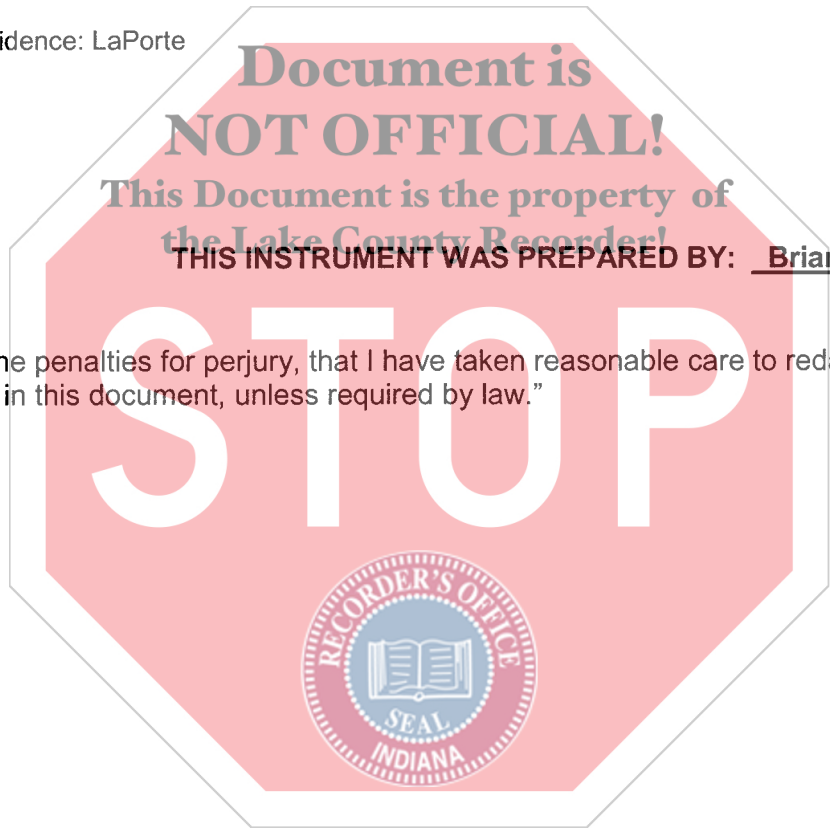 idence: LaPorte
Document is
NOT OFFICIAL!
This Document is the property of
the Lake County Recorder!
THIS INSTRUMENT WAS PREPARED BY: Brian
STOP
he penalties for perjury, that I have taken reasonable care to reda
in this document, unless required by law.”
RECORDER'S OFFICE
SEAL
INDIANA